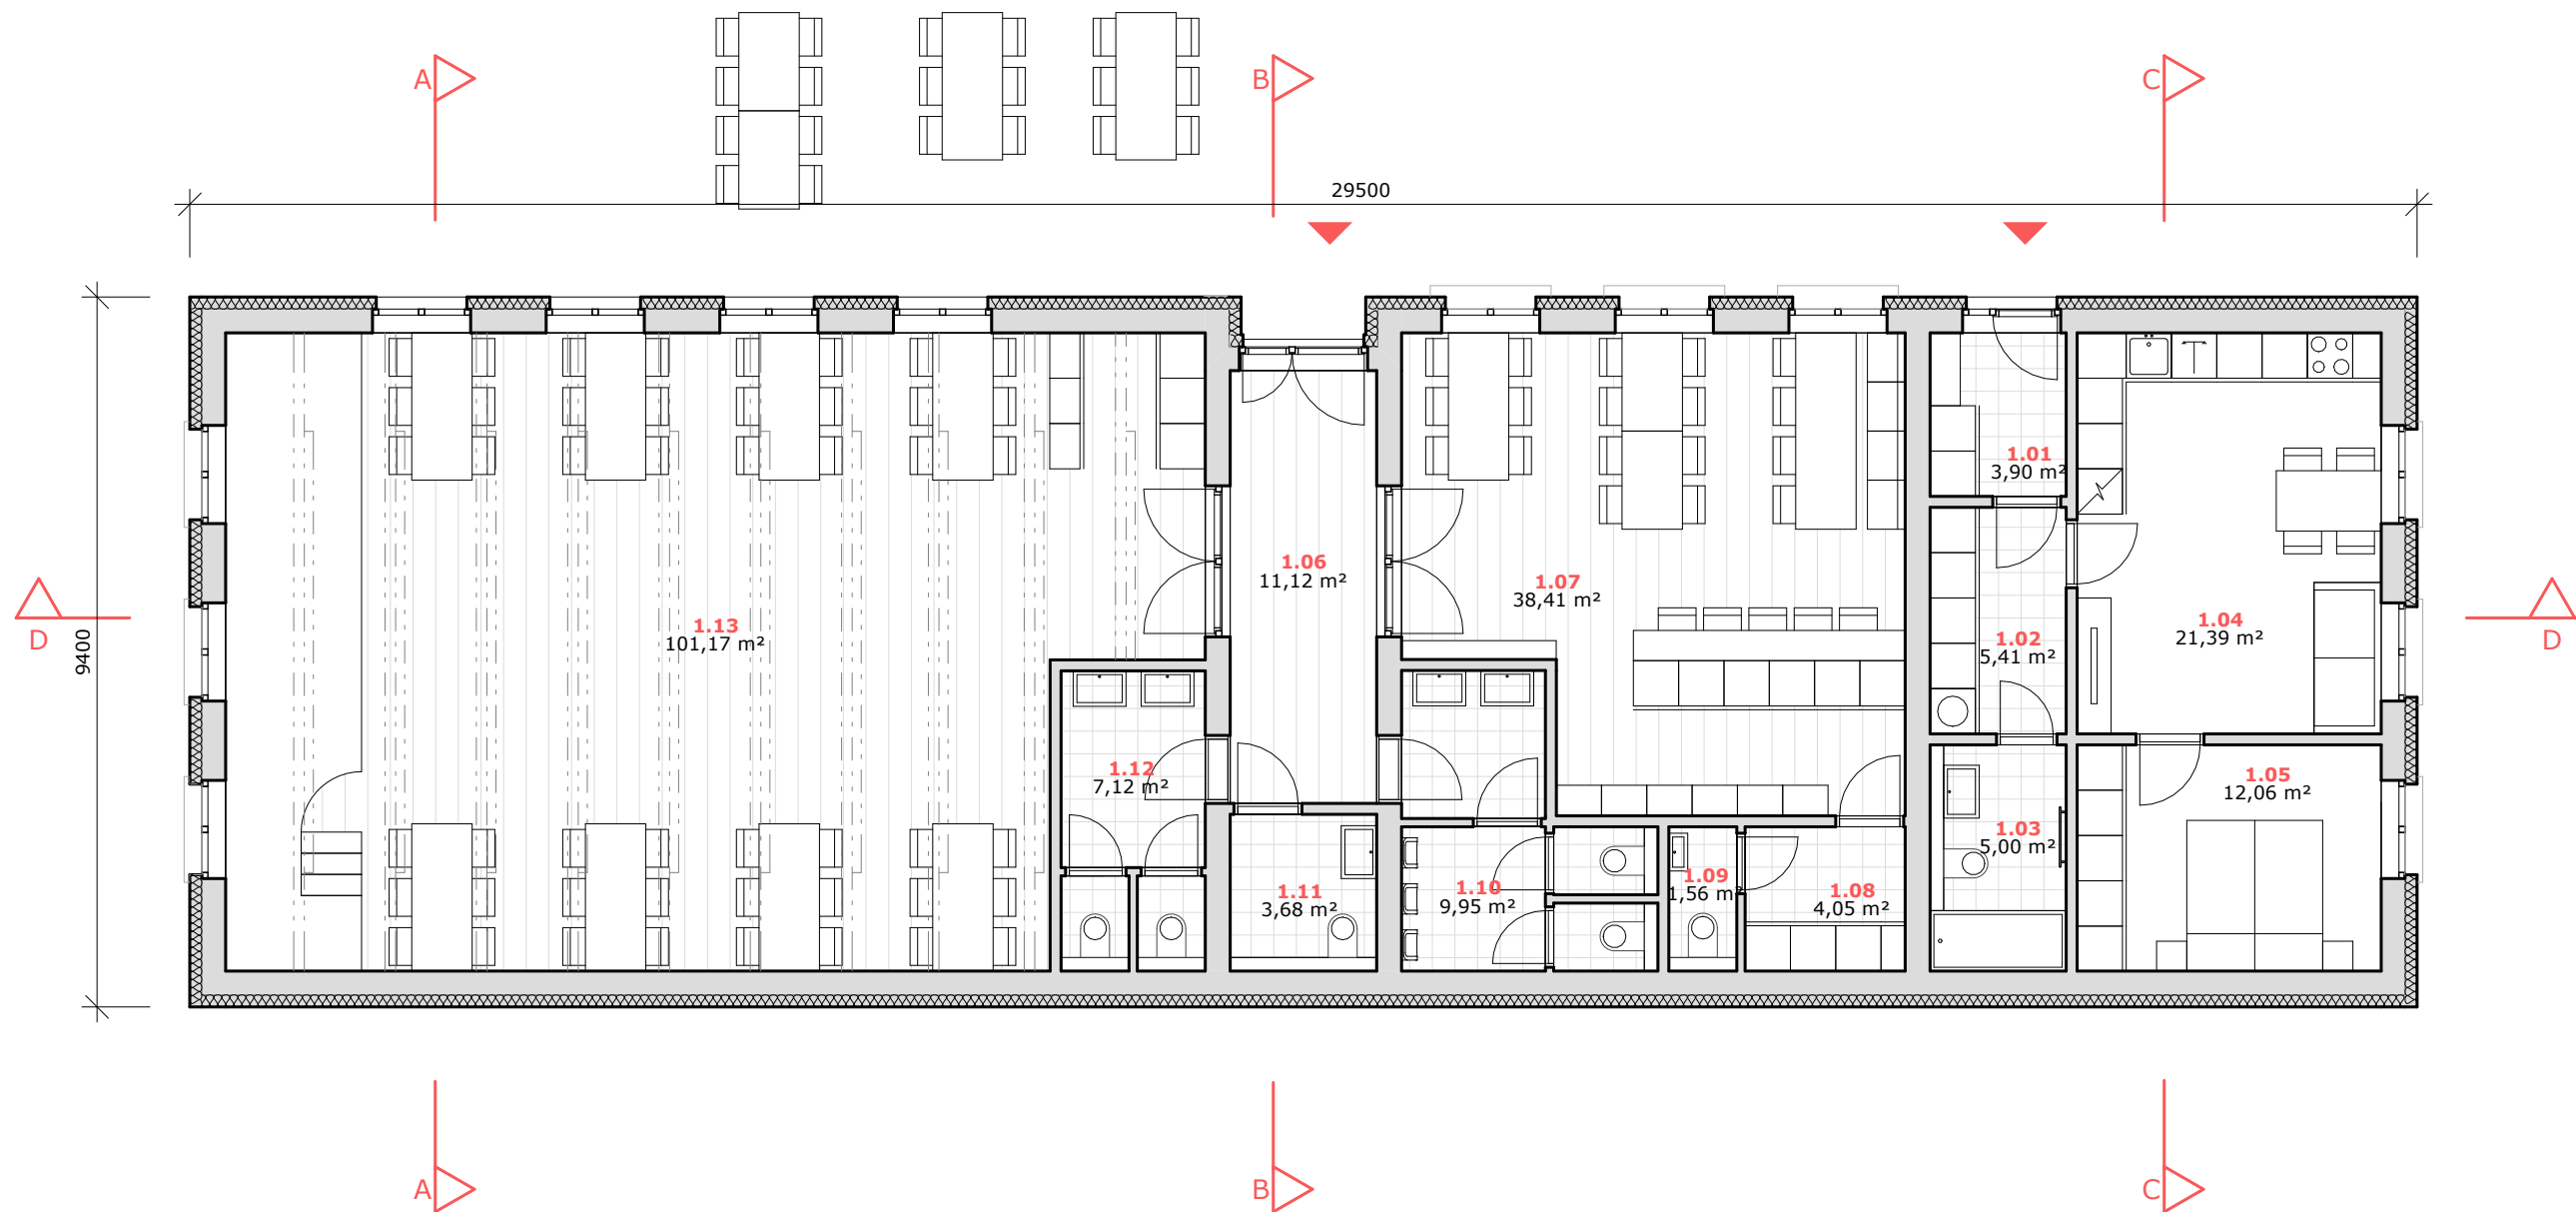 A
B
C
29500
1.01
3,90 m²
1.06
11,12 m²
1.07
38,41 m²
1.13
101,17 m²
1.02
5,41 m²
1.04
21,39 m²
D
D
9400
1.12
7,12 m²
1.05
12,06 m²
1.03
5,00 m²
1.11
3,68 m²
1.10
9,95 m²
1.09
1,56 m²
1.08
4,05 m²
A
B
C